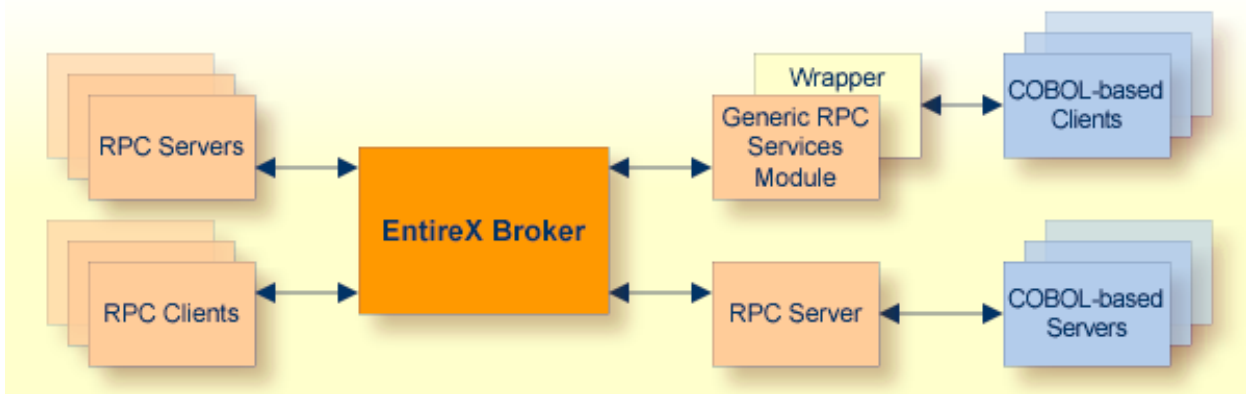 RPC Servers
RPC Clients
EntireX Broker
Wrapper
Generic RPC
Services
Module
COBOL-based
Clients
RPC Server
COBOL-based
Servers